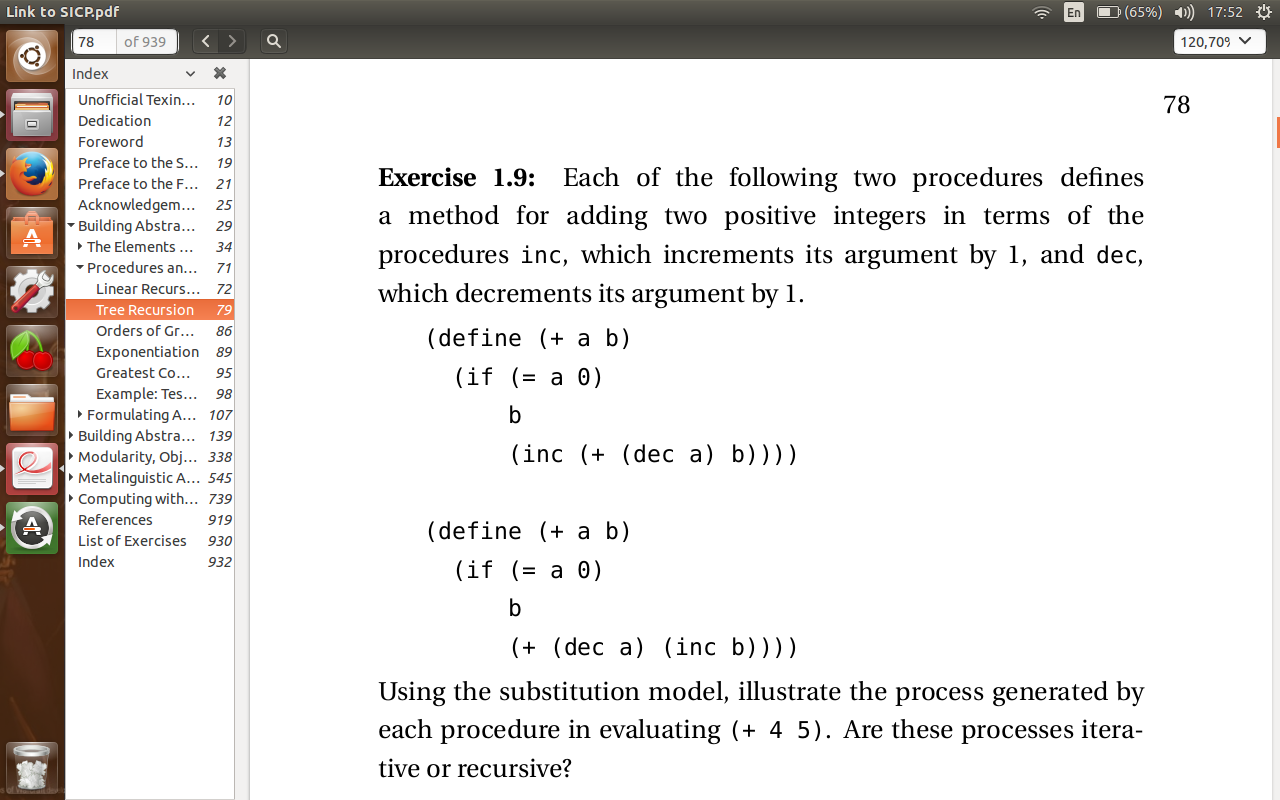 Link to SICP.pdf
En
(65%)
17:52
78 of 939
120,70%
Index
Unofficial Texin... 10
Dedication 12
Foreword 13
Preface to the S... 19
Preface to the F... 21
Acknowledgem... 25
Building Abstra... 29
The Elements ... 34
Procedures an... 71
Linear Recurs... 72
Tree Recursion 79
Orders of Gr... 86
Exponentiation 89
Greatest Co... 95
Example: Tes... 98
Formulating A... 107
Building Abstra... 139
Modularity, Obj... 338
Metalinguistic A... 545
Computing with... 739
References 919
List of Exercises 930
Index 932
78
Exercise 1.9: Each of the following two procedures defines
a method for adding two positive integers in terms of the
procedures inc, which increments its argument by 1, and dec,
which decrements its argument by 1.
(define (+ a b)
(if (= a 0)
b
(inc (+ (dec a) b))))
(define (+ a b)
(if (= a 0)
b
(+ (dec a) (inc b))))
Using the substitution model, illustrate the process generated by
each procedure in evaluating (+ 4 5). Are these processes itera-
tive or recursive?